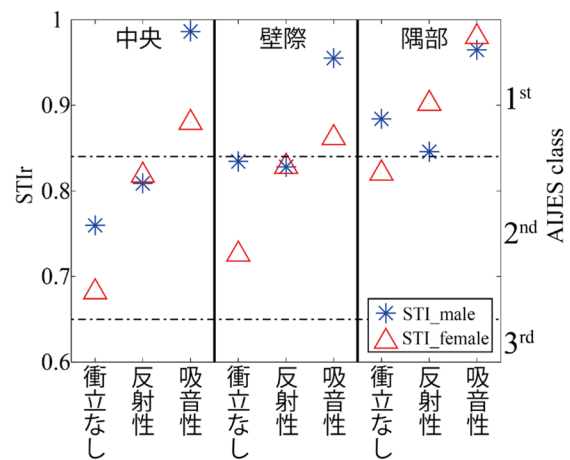 1
0.9
0.8
0.7
0.6
STIr
中央
壁際
隅部
1st
2nd
3rd
AIJES class
STI_male
STI_female
衝立なし
反射性
吸音性
衝立なし
反射性
吸音性
衝立なし
反射性
吸音性